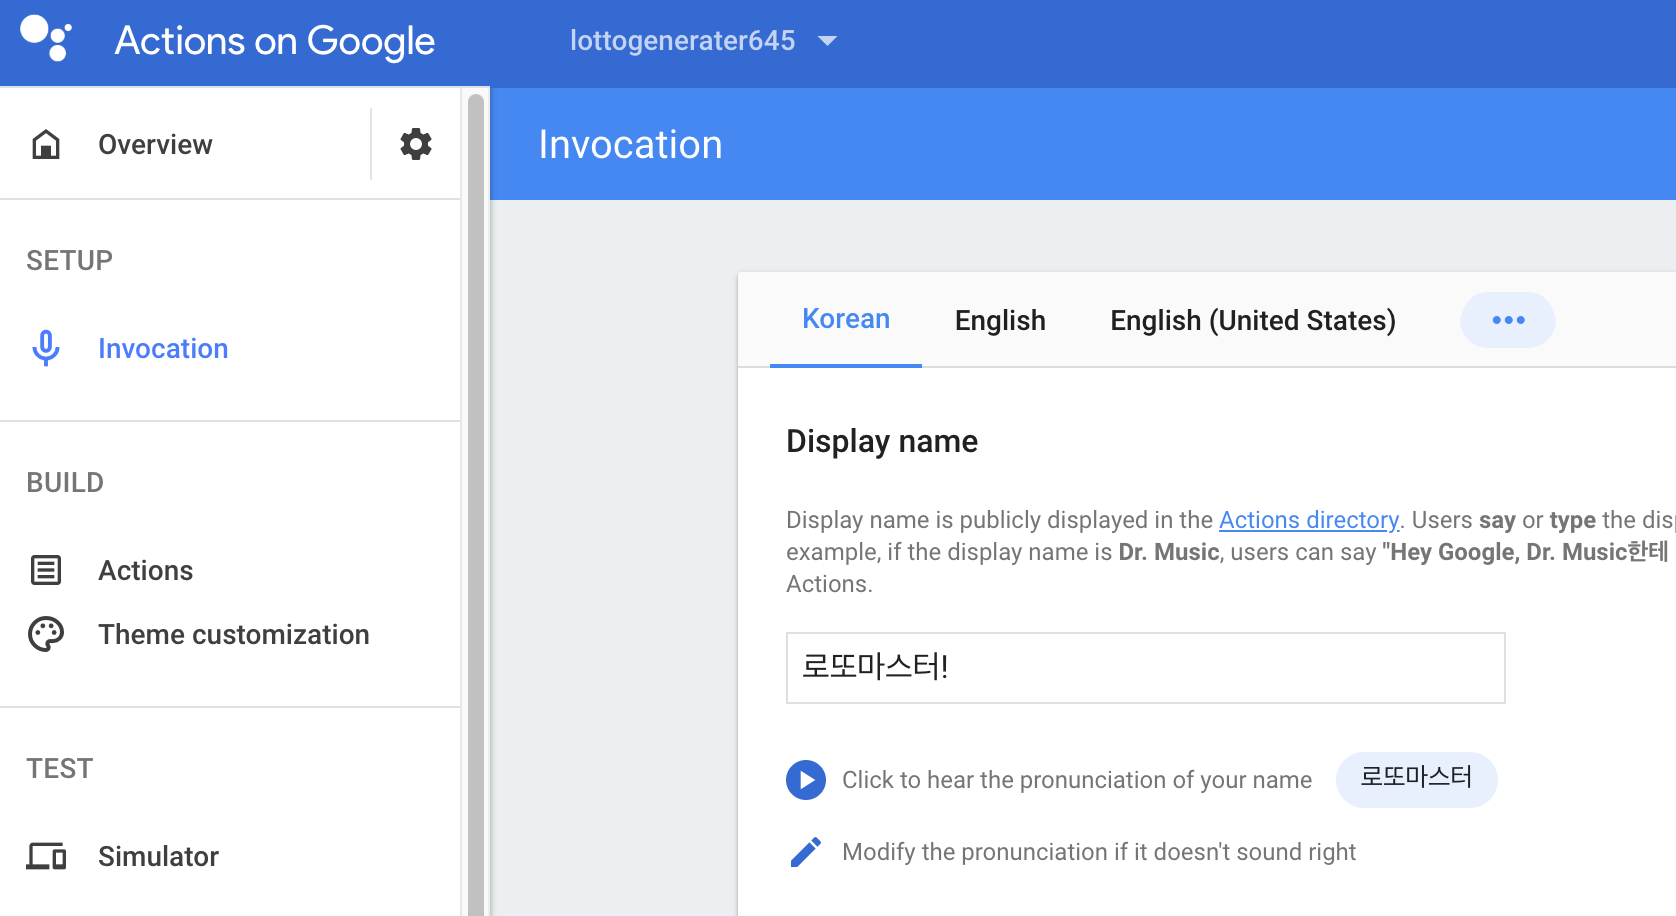 Actions on Google
lottogenerater645
Overview
Invocation
SETUP
Invocation
Korean English English (United States)
BUILD
Display name
Display name is publicly displayed in the Actions directory. Users say or type the
example, if the display name is Dr. Music, users can say "Hey Google, Dr. Music한테
Actions.
Actions
Theme customization
로또마스터!
TEST
Click to hear the pronunciation of your name 로또마스터
Simulator
Modify the pronunciation if it doesn't sound right